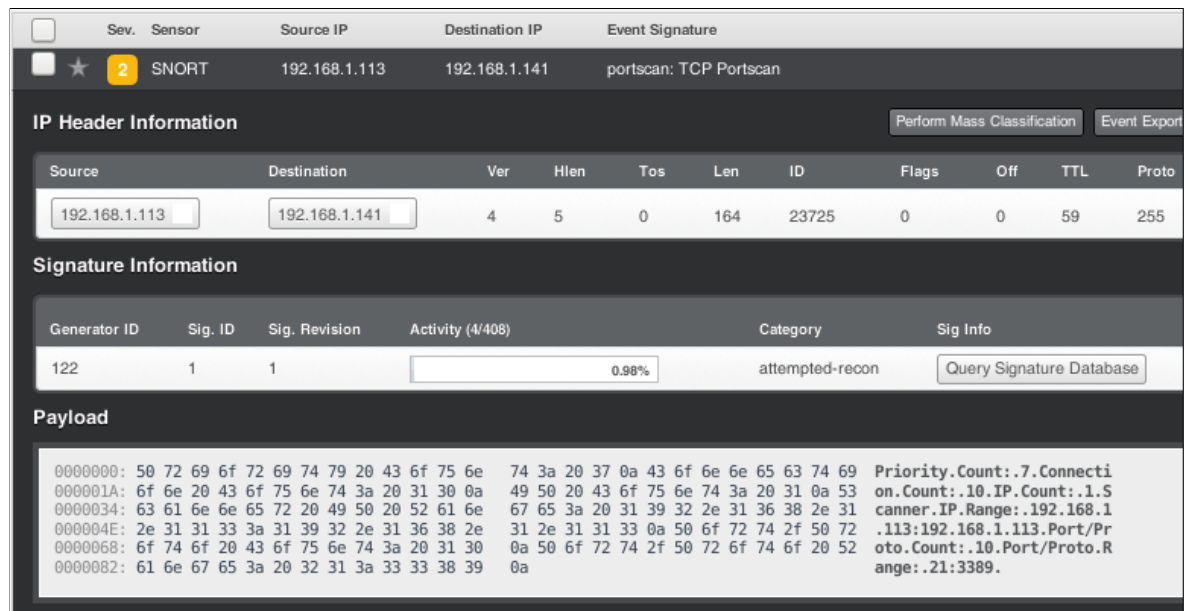 Sev. Sensor Source IP Destination IP Event Signature
2 SNORT 192.168.1.113 192.168.1.141 portscan: TCP Portscan
IP Header Information Perform Mass Classification Event Export
Source Destination Ver Hlen Tos Len ID Flags Off TTL Proto
192.168.1.113 192.168.1.141 4 5 0 164 23725 0 0 59 255
Signature Information
Generator ID Sig. ID Sig. Revision Activity (4/408) Category Sig Info
122 1 1 0.98% attempted-recon Query Signature Database
Payload
0000000: 50 72 69 6f 72 69 74 79 20 43 6f 75 6e 74 3a 20 37 0a 43 6f 6e 6e 65 63 74 69 Priority.Count:.7.Connecti
000001A: 6f 6e 20 43 6f 75 6e 74 3a 20 31 30 0a 49 50 20 43 6f 75 6e 74 3a 20 31 0a 53 on.Count:.10.IP.Count:.1.S
0000034: 63 61 6e 6e 65 72 20 49 50 20 52 61 6e 67 65 3a 20 31 39 32 2e 31 36 38 2e 31 canner.IP.Range:.192.168.1
000004E: 2e 31 31 33 3a 31 39 32 2e 31 36 38 2e 31 2e 31 31 33 0a 50 6f 72 74 2f 50 72 .113:192.168.1.113.Port/Pr
0000068: 6f 74 6f 20 43 6f 75 6e 74 3a 20 31 30 0a 50 6f 72 74 2f 50 72 6f 74 6f 20 52 oto.Count:.10.Port/Proto.R
0000082: 61 6e 67 65 3a 20 32 31 3a 33 33 38 39 0a ange:.21:3389.